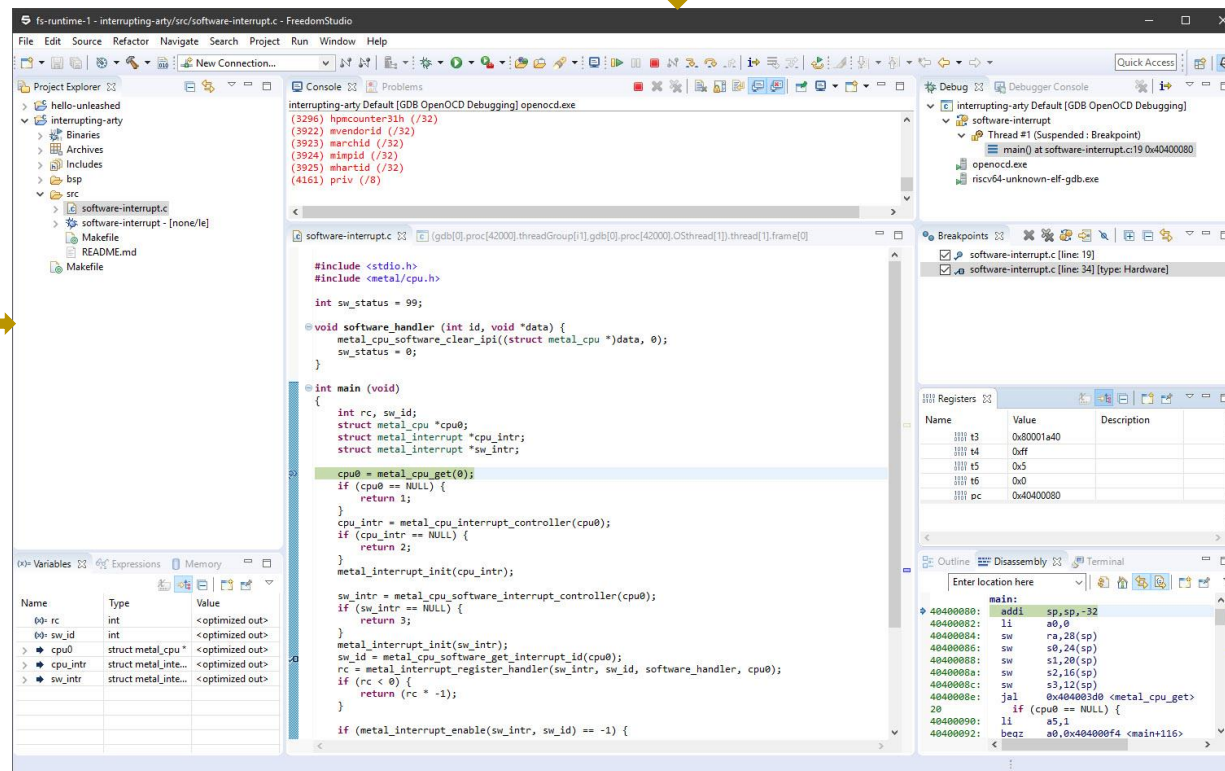 fs-runtime-1 - interrupting-arty/src/software-interrupt.c - FreedomStudio
File Edit Source Refactor Navigate Search Project Run Window Help
New Connection...
Quick Access
Project Explorer
hello-unleashed
interrupting-arty
Binaries
Archives
Includes
bsp
src
software-interrupt.c
software-interrupt - [none/le]
Makefile
README.md
Makefile
Console Problems
interrupting-arty Default [GDB OpenOCD Debugging] openocd.exe
(3296) hpmcounter31h (/32)
(3922) mvendorid (/32)
(3923) marchid (/32)
(3924) mimpid (/32)
(3925) mhartid (/32)
(4161) priv (/8)
Debug Debugger Console
interrupting-arty Default [GDB OpenOCD Debugging]
software-interrupt
Thread #1 (Suspended : Breakpoint)
main() at software-interrupt.c:19 0x40400080
openocd.exe
riscv64-unknown-elf-gdb.exe
software-interrupt.c (gdb[0].proc[42000].threadGroup[i1],gdb[0].proc[42000].OSthread[1]).thread[1].frame[0]
#include <stdio.h>
#include <metal/cpu.h>
int sw_status = 99;
void software_handler (int id, void *data) {
metal_cpu_software_clear_ipi((struct metal_cpu *)data, 0);
sw_status = 0;
}
int main (void)
{
int rc, sw_id;
struct metal_cpu *cpu0;
struct metal_interrupt *cpu_intr;
struct metal_interrupt *sw_intr;
cpu0 = metal_cpu_get(0);
if (cpu0 == NULL) {
return 1;
}
cpu_intr = metal_cpu_interrupt_controller(cpu0);
if (cpu_intr == NULL) {
return 2;
}
metal_interrupt_init(cpu_intr);
sw_intr = metal_cpu_software_interrupt_controller(cpu0);
if (sw_intr == NULL) {
return 3;
}
metal_interrupt_init(sw_intr);
sw_id = metal_cpu_software_get_interrupt_id(cpu0);
rc = metal_interrupt_register_handler(sw_intr, sw_id, software_handler, cpu0);
if (rc < 0) {
return (rc * -1);
}
if (metal_interrupt_enable(sw_intr, sw_id) == -1) {
Breakpoints
software-interrupt.c [line: 19]
software-interrupt.c [line: 34] [type: Hardware]
Registers
Name Value Description
t3 0x80001a40
t4 0xff
t5 0x5
t6 0x0
pc 0x40400080
(x)= Variables Expressions Memory
Name Type Value
(x)= rc int <optimized out>
(x)= sw_id int <optimized out>
cpu0 struct metal_cpu * <optimized out>
cpu_intr struct metal_inte... <optimized out>
sw_intr struct metal_inte... <optimized out>
Outline Disassembly Terminal
Enter location here
main:
40400080: addi sp,sp,-32
40400082: li a0,0
40400084: sw ra,28(sp)
40400086: sw s0,24(sp)
40400088: sw s1,20(sp)
4040008a: sw s2,16(sp)
4040008c: sw s3,12(sp)
4040008e: jal 0x404003d0 <metal_cpu_get>
20 if (cpu0 == NULL) {
40400090: li a5,1
40400092: beqz a0,0x404000f4 <main+116>